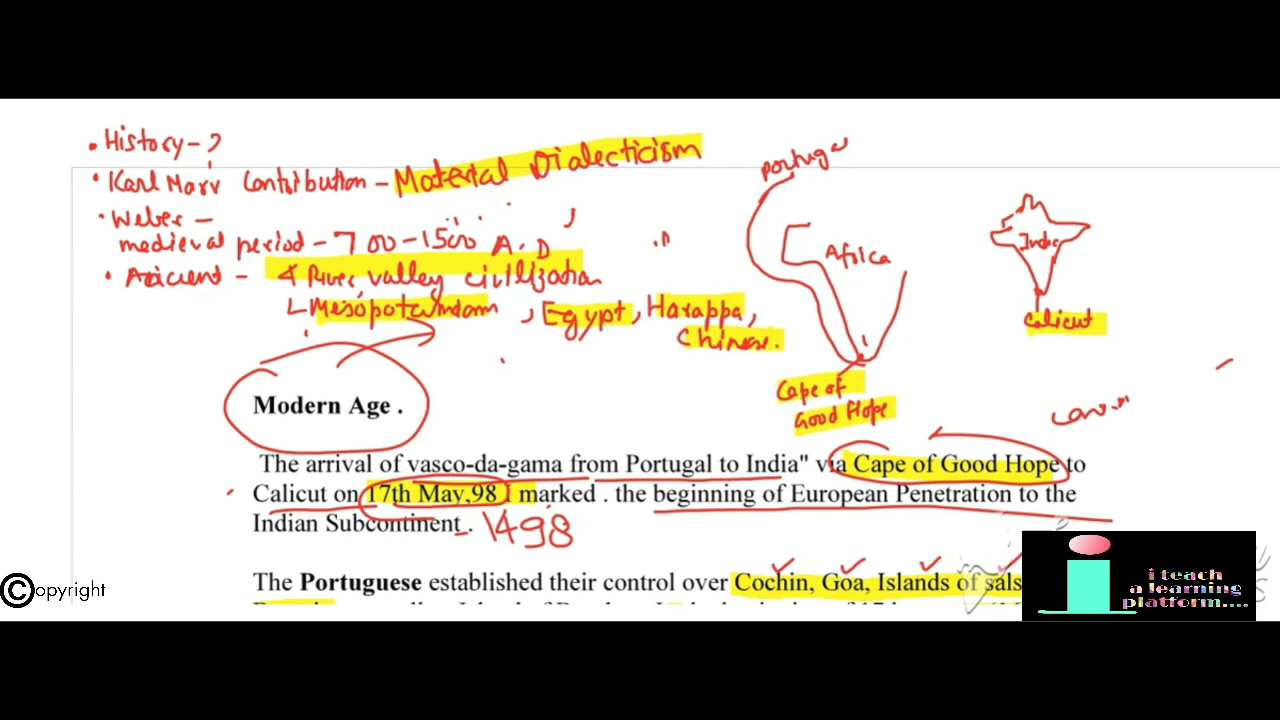 • History - ?
• Karl Marx Contribution - Material Dialecticism
Portugal
• Weber -
medieval period - 700-1500 A.D
• Ancient - 4 River valley civilization
Africa
India
Egypt, Harappa,
Chinese.
Calicut
Cape of
Good Hope
Modern Age .
The arrival of vasco-da-gama from Portugal to India" via Cape of Good Hope to
Calicut on 17th May,98 I marked . the beginning of European Penetration to the
Indian Subcontinent .
1498
The Portuguese established their control over Cochin, Goa, Islands of sals
Copyright
i teach
a learning
platform....